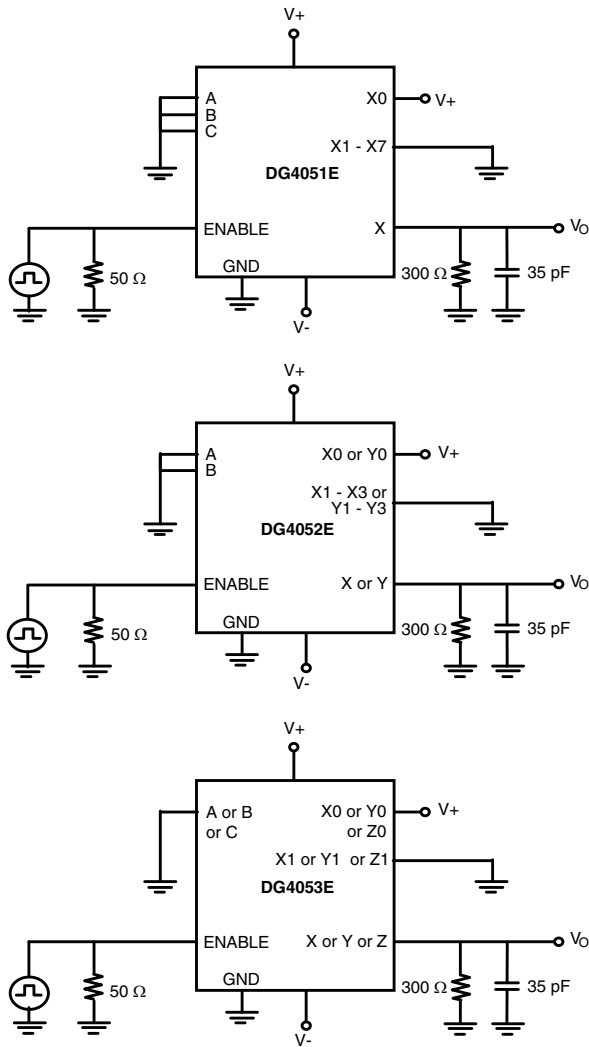 V+
A
X0
V+
B
C
X1 - X7
DG4051E
ENABLE
X
VO
50 Ω
GND
300 Ω
35 pF
V-
V+
A
X0 or Y0
V+
B
X1 - X3 or
Y1 - Y3
DG4052E
ENABLE
X or Y
VO
50 Ω
GND
300 Ω
35 pF
V-
V+
A or B
X0 or Y0
V+
or C
or Z0
X1 or Y1 or Z1
DG4053E
ENABLE
X or Y or Z
VO
50 Ω
GND
300 Ω
35 pF
V-